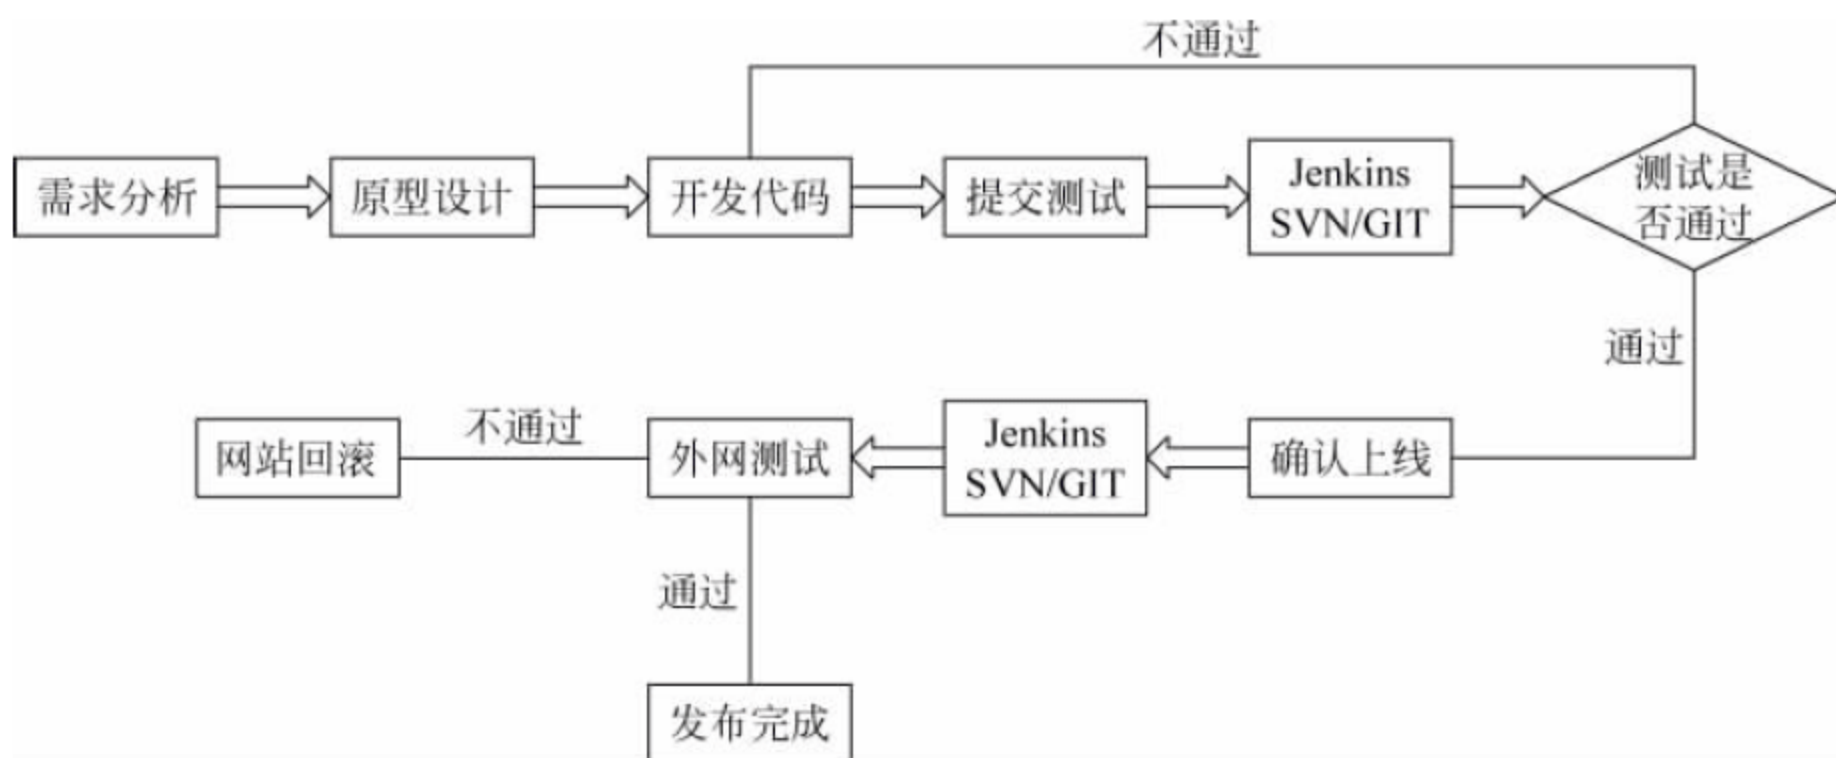 不通过
需求分析
原型设计
开发代码
提交测试
Jenkins
SVN/GIT
测试是
否通过
通过
网站回滚
不通过
外网测试
Jenkins
SVN/GIT
确认上线
通过
发布完成